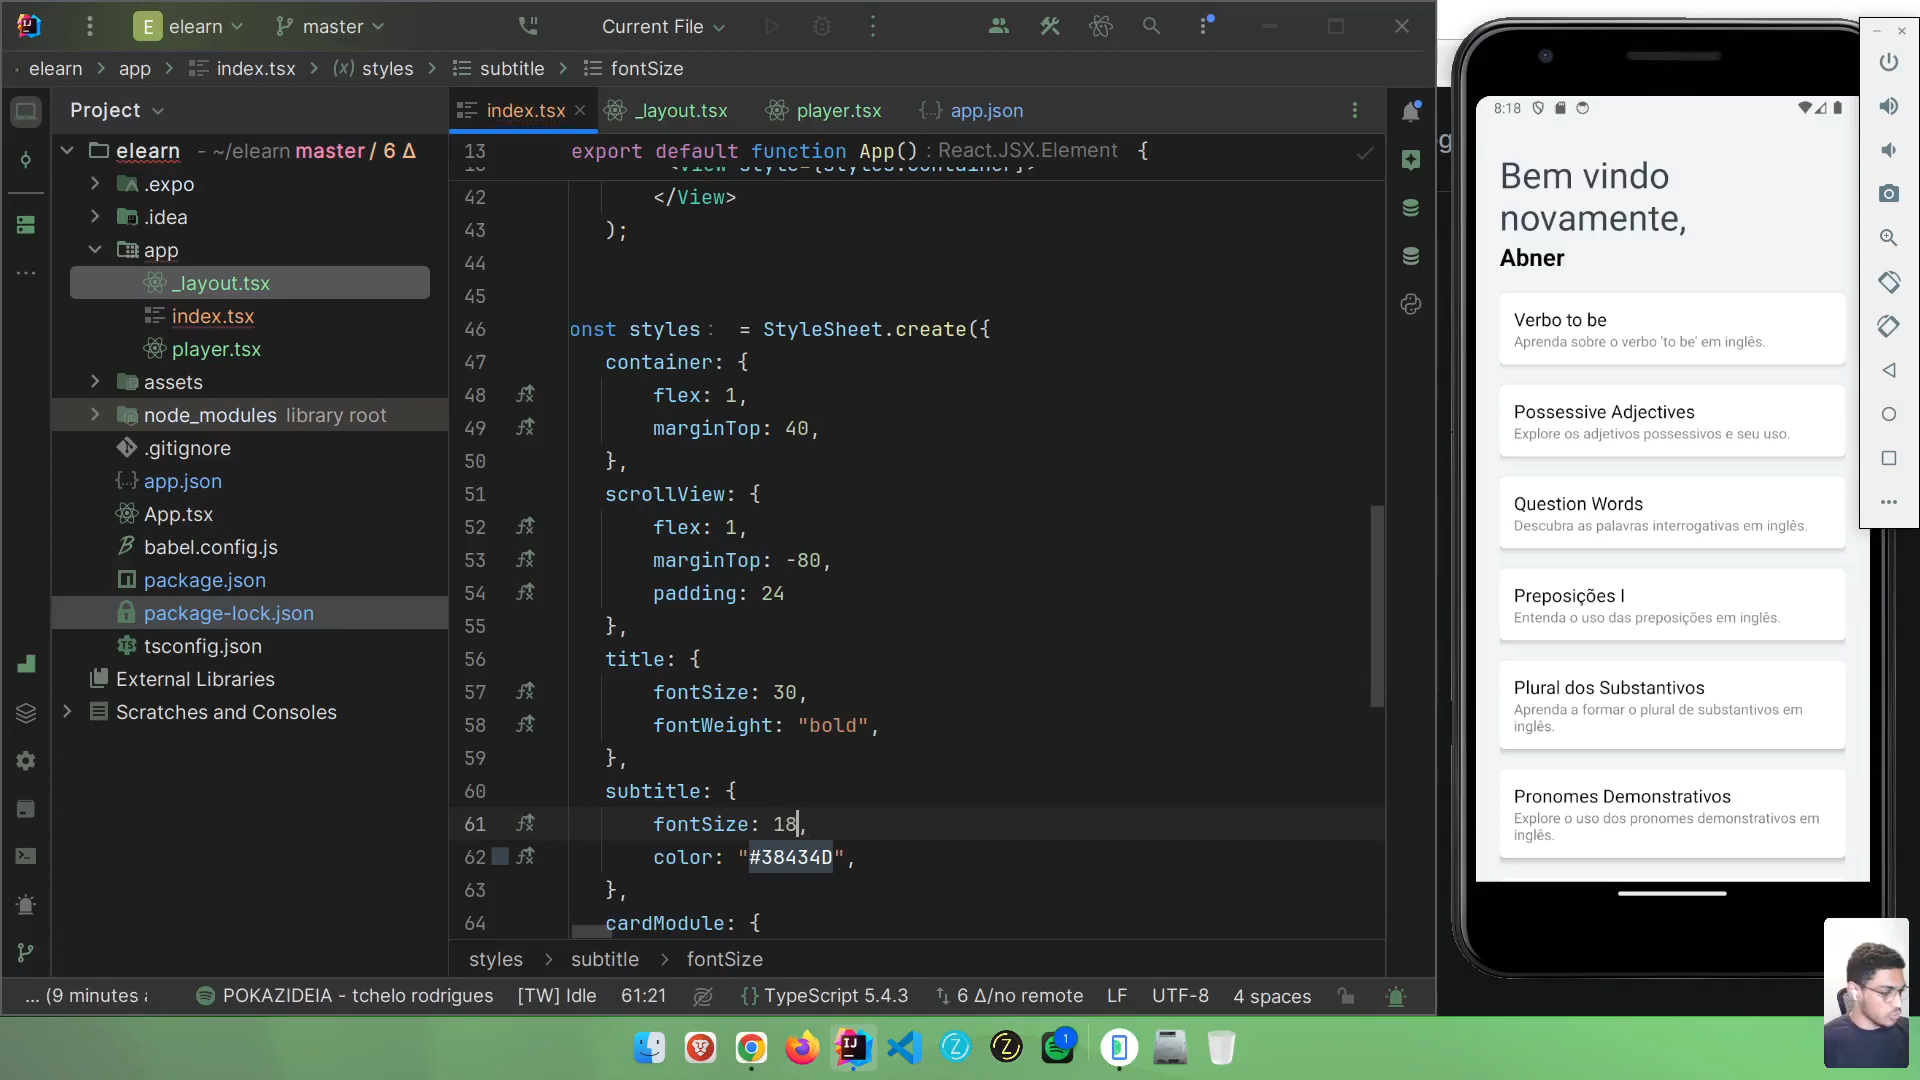 E elearn
master
Current File
elearn > app > index.tsx > (x) styles > subtitle > fontSize
Project
elearn - ~/elearn master / 6 Δ
.expo
.idea
app
_layout.tsx
index.tsx
player.tsx
assets
node_modules library root
.gitignore
app.json
App.tsx
babel.config.js
package.json
package-lock.json
tsconfig.json
External Libraries
Scratches and Consoles
index.tsx
_layout.tsx
player.tsx
app.json
13 export default function App() : React.JSX.Element {
42 </View>
43 );
44
45
46 onst styles : = StyleSheet.create({
47 container: {
48 flex: 1,
49 marginTop: 40,
50 },
51 scrollView: {
52 flex: 1,
53 marginTop: -80,
54 padding: 24
55 },
56 title: {
57 fontSize: 30,
58 fontWeight: "bold",
59 },
60 subtitle: {
61 fontSize: 18,
62 color: "#38434D",
63 },
64 cardModule: {
styles > subtitle > fontSize
... (9 minutes
POKAZIDEIA - tchelo rodrigues
[TW] Idle
61:21
TypeScript 5.4.3
6 Δ/no remote
LF
UTF-8
4 spaces
8:18
Bem vindo
novamente,
Abner
Verbo to be
Aprenda sobre o verbo 'to be' em inglês.
Possessive Adjectives
Explore os adjetivos possessivos e seu uso.
Question Words
Descubra as palavras interrogativas em inglês.
Preposições I
Entenda o uso das preposições em inglês.
Plural dos Substantivos
Aprenda a formar o plural de substantivos em
inglês.
Pronomes Demonstrativos
Explore o uso dos pronomes demonstrativos em
inglês.
IJ
1